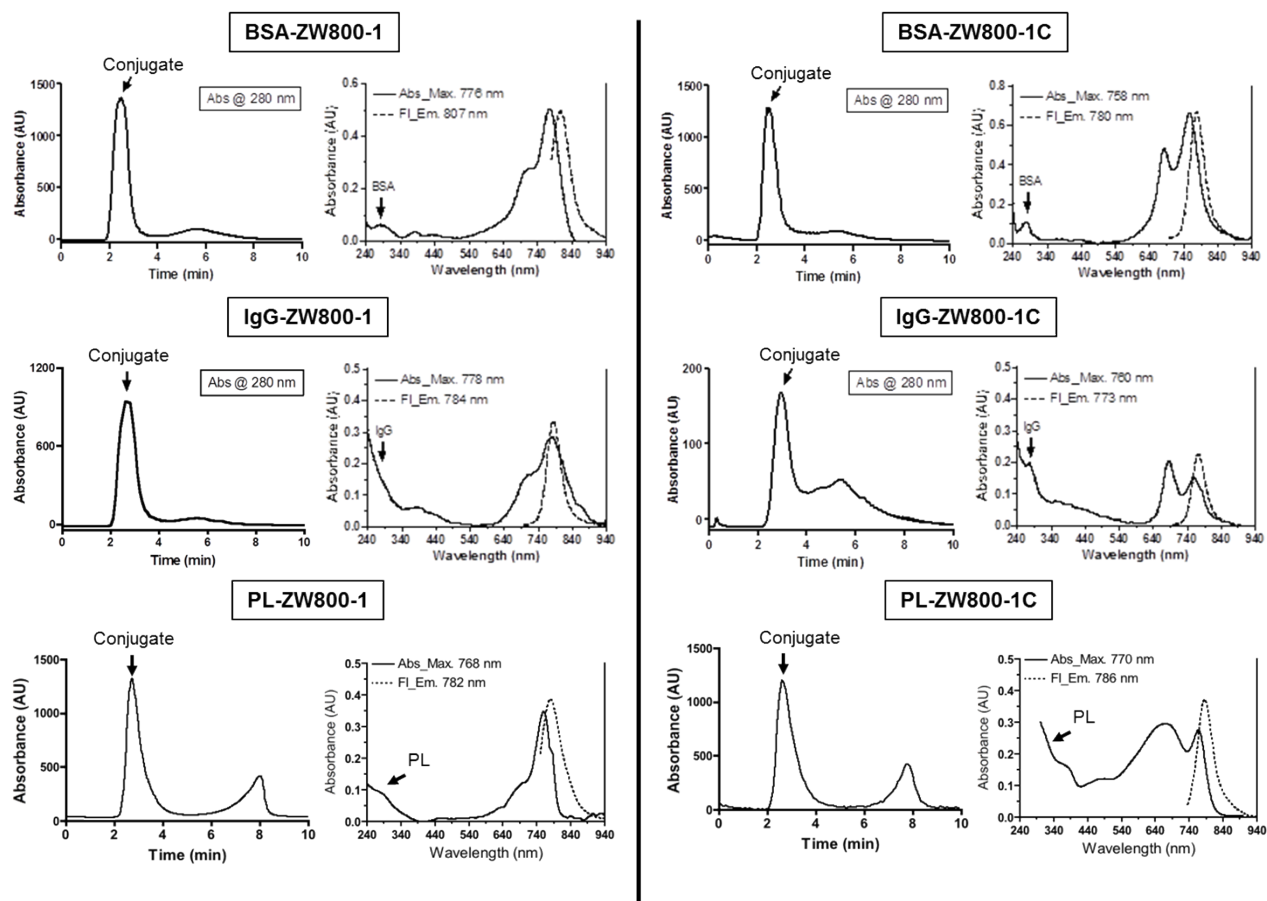 BSA-ZW800-1
Conjugate
Abs @ 280 nm
Absorbance (AU)
1500
1000
500
0
0 2 4 6 8 10
Time (min)
Abs_Max. 776 nm
Fl_Em. 807 nm
BSA
Absorbance (AU)
0.6
0.4
0.2
0.0
240 340 440 540 640 740 840 940
Wavelength (nm)
BSA-ZW800-1C
Conjugate
Abs @ 280 nm
Absorbance (AU)
1500
1000
500
0
0 2 4 6 8 10
Time (min)
Abs_Max. 758 nm
Fl_Em. 780 nm
BSA
Absorbance (AU)
0.8
0.6
0.4
0.2
0.0
240 340 440 540 640 740 840 940
Wavelength (nm)
IgG-ZW800-1
Conjugate
Abs @ 280 nm
Absorbance (AU)
1200
600
0
0 2 4 6 8 10
Time (min)
Abs_Max. 778 nm
Fl_Em. 784 nm
IgG
Absorbance (AU)
0.5
0.4
0.3
0.2
0.1
0.0
240 340 440 540 640 740 840 940
Wavelength (nm)
IgG-ZW800-1C
Conjugate
Abs @ 280 nm
Absorbance (AU)
200
100
0
0 2 4 6 8 10
Time (min)
Abs_Max. 760 nm
Fl_Em. 773 nm
IgG
Absorbance (AU)
0.5
0.4
0.3
0.2
0.1
0.0
240 340 440 540 640 740 840 940
Wavelength (nm)
PL-ZW800-1
Conjugate
Absorbance (AU)
1500
1000
500
0
0 2 4 6 8 10
Time (min)
Abs_Max. 768 nm
Fl_Em. 782 nm
PL
Absorbance (AU)
0.5
0.4
0.3
0.2
0.1
0.0
240 340 440 540 640 740 840 940
Wavelength (nm)
PL-ZW800-1C
Conjugate
Absorbance (AU)
1500
1000
500
0
0 2 4 6 8 10
Time (min)
Abs_Max. 770 nm
Fl_Em. 786 nm
PL
Absorbance (AU)
0.5
0.4
0.3
0.2
0.1
0.0
240 340 440 540 640 740 840 940
Wavelength (nm)